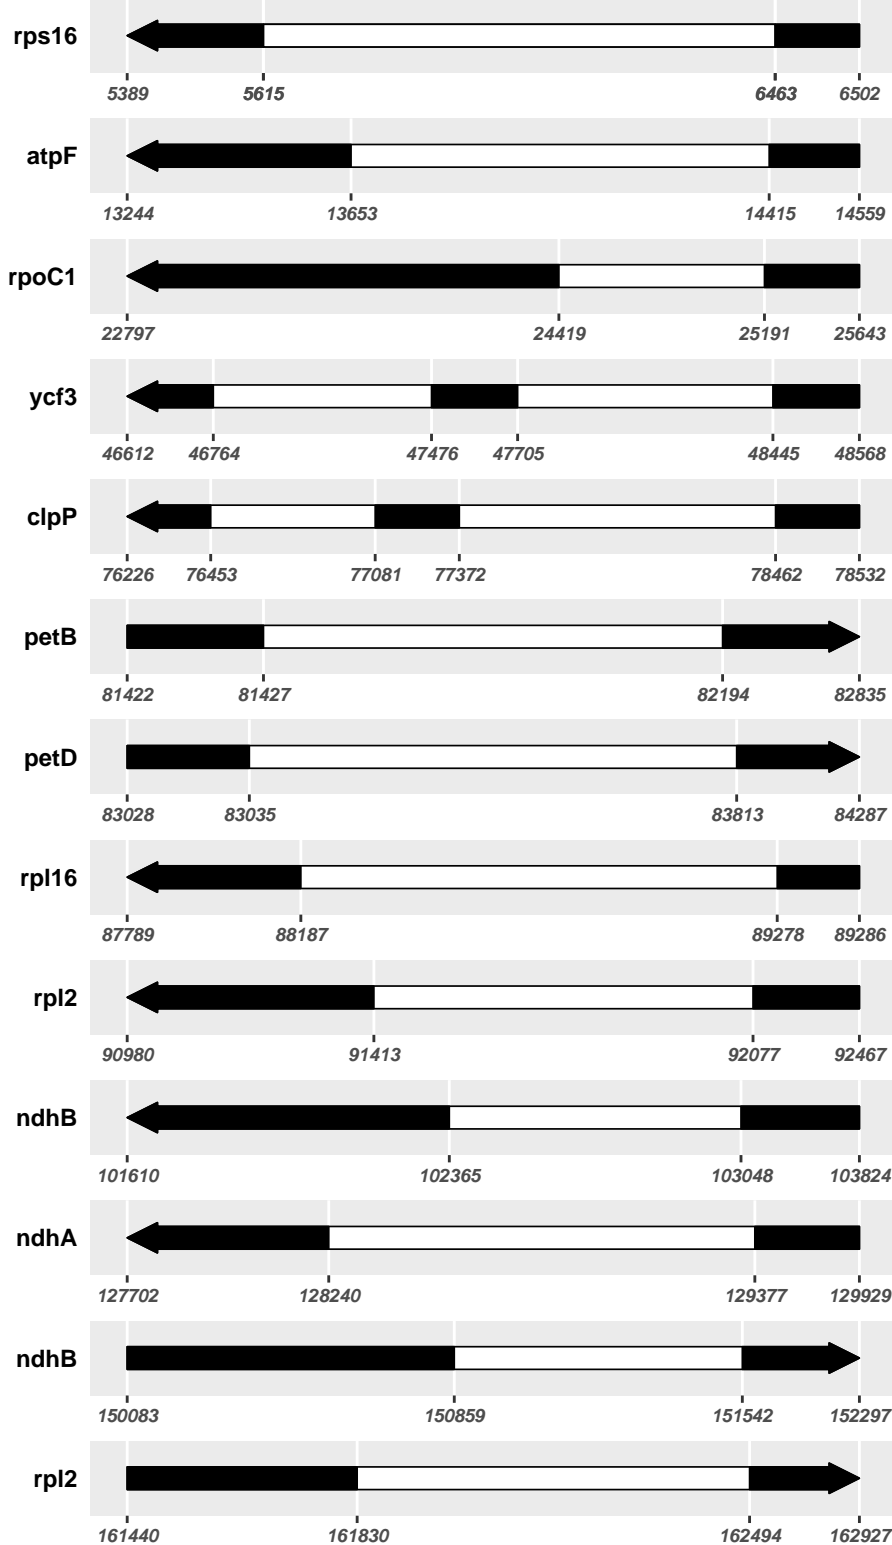 rps16
5389 5615 6463 6502
atpF
13244 13653 14415 14559
rpoC1
22797 24419 25191 25643
ycf3
46612 46764 47476 47705 48445 48568
clpP
76226 76453 77081 77372 78462 78532
petB
81422 81427 82194 82835
petD
83028 83035 83813 84287
rpl16
87789 88187 89278 89286
rpl2
90980 91413 92077 92467
ndhB
101610 102365 103048 103824
ndhA
127702 128240 129377 129929
ndhB
150083 150859 151542 152297
rpl2
161440 161830 162494 162927